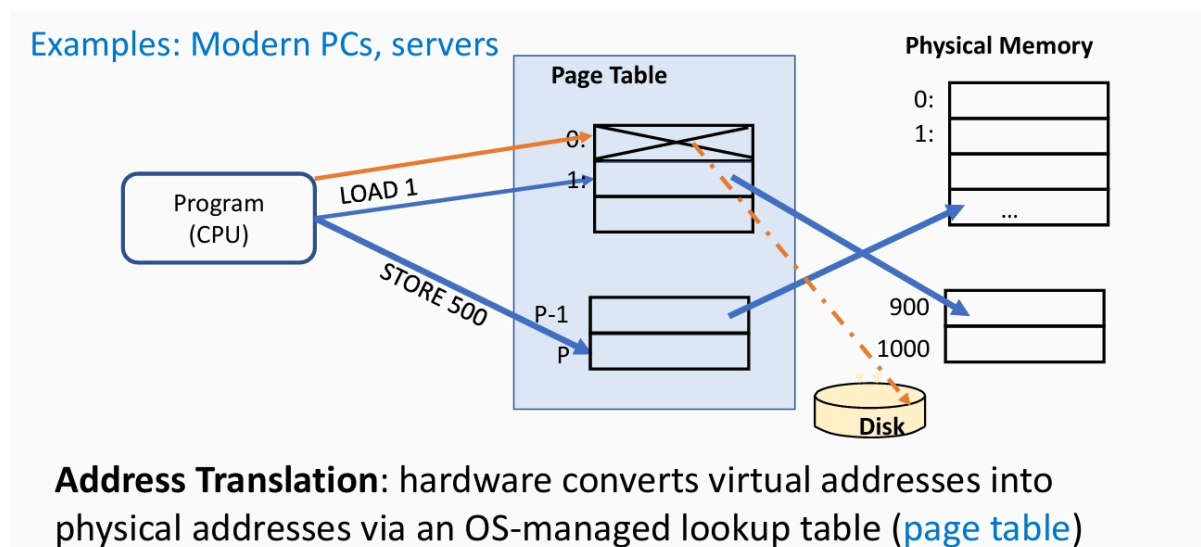 Examples: Modern PCs, servers
Page Table
Physical Memory
0:
1:
...
900
1000
0:
1:
P-1
P
Program
(CPU)
LOAD 1
STORE 500
Disk
Address Translation: hardware converts virtual addresses into
physical addresses via an OS-managed lookup table (page table)